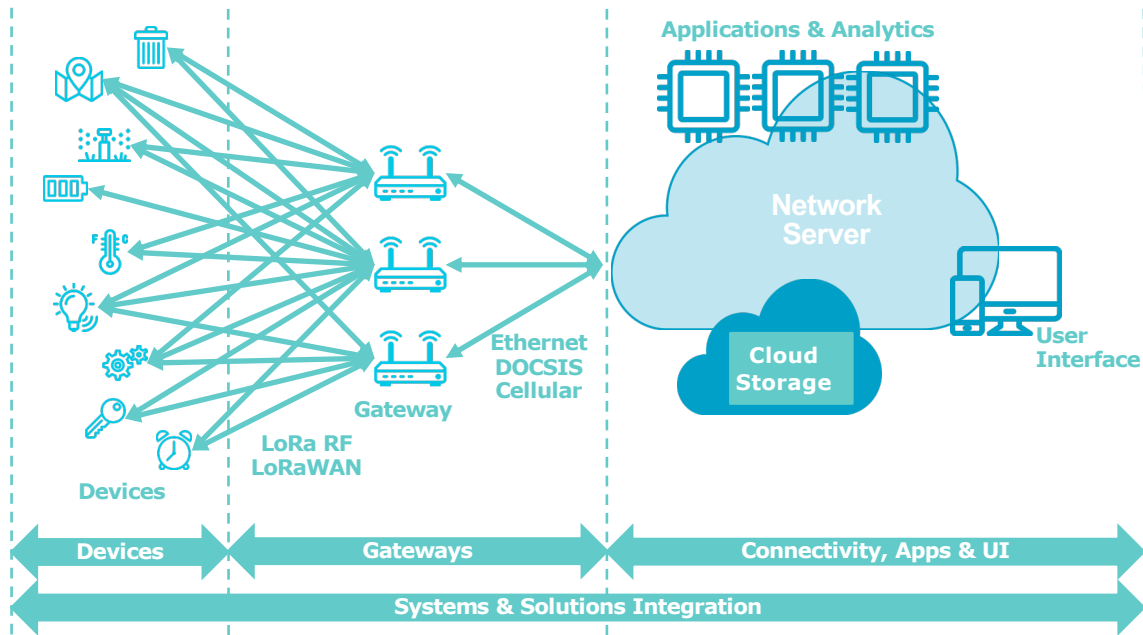 Applications & Analytics
Network
Server
F C
Cloud
Storage
User
Interface
Ethernet
DOCSIS
Cellular
Gateway
LoRa RF
LoRaWAN
Devices
Devices
Gateways
Connectivity, Apps & UI
Systems & Solutions Integration